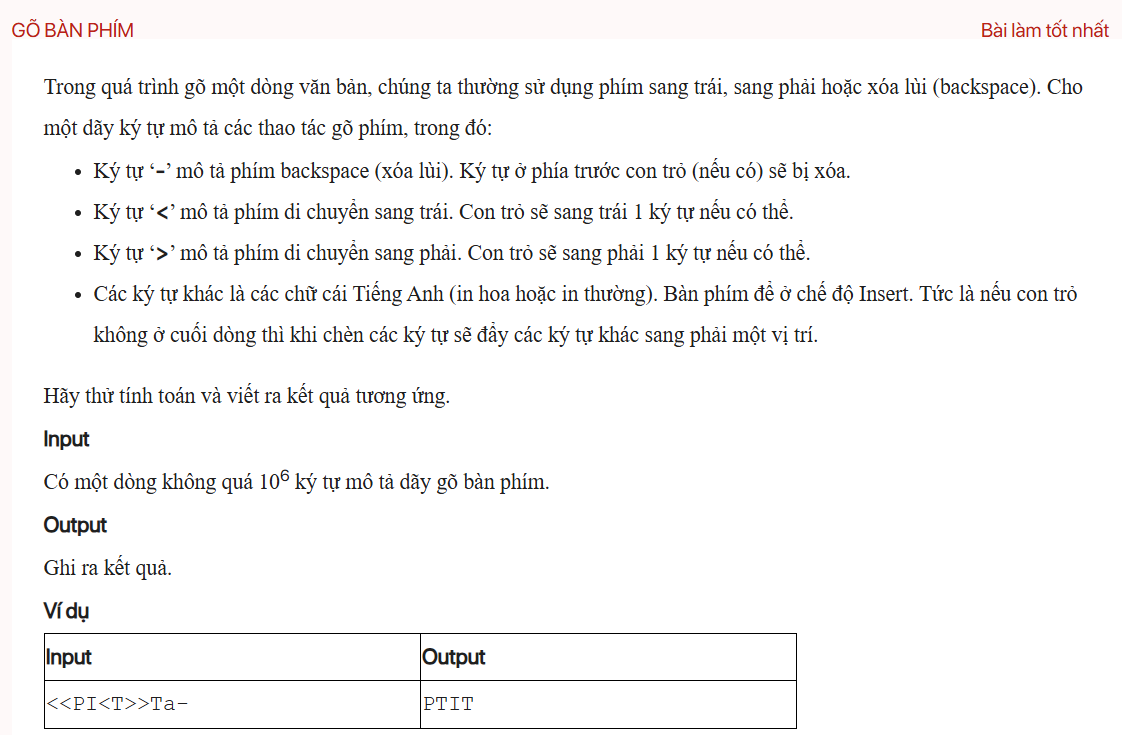 GÕ BÀN PHÍM
Bài làm tốt nhất
Trong quá trình gõ một dòng văn bản, chúng ta thường sử dụng phím sang trái, sang phải hoặc xóa lùi (backspace). Cho
một dãy ký tự mô tả các thao tác gõ phím, trong đó:
• Ký tự ‘-’ mô tả phím backspace (xóa lùi). Ký tự ở phía trước con trỏ (nếu có) sẽ bị xóa.
• Ký tự ‘<’ mô tả phím di chuyển sang trái. Con trỏ sẽ sang trái 1 ký tự nếu có thể.
• Ký tự ‘>’ mô tả phím di chuyển sang phải. Con trỏ sẽ sang phải 1 ký tự nếu có thể.
• Các ký tự khác là các chữ cái Tiếng Anh (in hoa hoặc in thường). Bàn phím để ở chế độ Insert. Tức là nếu con trỏ
không ở cuối dòng thì khi chèn các ký tự sẽ đẩy các ký tự khác sang phải một vị trí.
Hãy thử tính toán và viết ra kết quả tương ứng.
Input
Có một dòng không quá 10⁶ ký tự mô tả dãy gõ bàn phím.
Output
Ghi ra kết quả.
Ví dụ
Input Output
<<PI<T>>Ta- PTIT